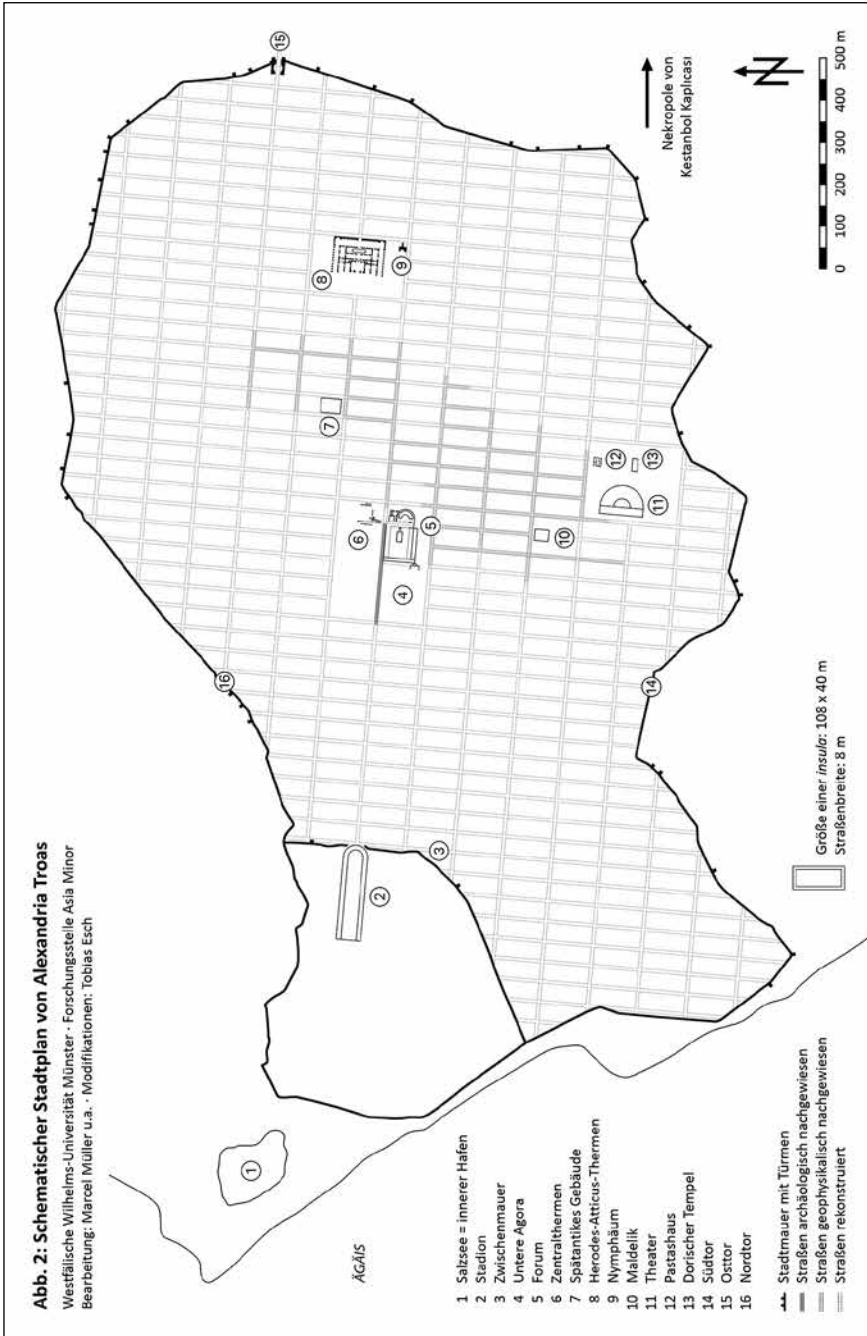 Abb. 2: Schematischer Stadtplan von Alexandria Troas
Westfälische Wilhelms-Universität Münster · Forschungsstelle Asia Minor
Bearbeitung: Marcel Müller u.a. · Modifikationen: Tobias Esch
1
2
3
4
5
6
7
8
9
10
11
12
13
14
15
16
ÄGÄIS
1 Salzsee = innerer Hafen
2 Stadion
3 Zwischenmauer
4 Untere Agora
5 Forum
6 Zentralthermen
7 Spätantikes Gebäude
8 Herodes-Atticus-Thermen
9 Nymphäum
10 Maldelik
11 Theater
12 Pastashaus
13 Dorischer Tempel
14 Südtor
15 Osttor
16 Nordtor
Stadtmauer mit Türmen
Straßen archäologisch nachgewiesen
Straßen geophysikalisch nachgewiesen
Straßen rekonstruiert
Größe einer insula: 108 x 40 m
Straßenbreite: 8 m
Nekropole von
Kestanbol Kaplıcası
N
0 100 200 300 400 500 m